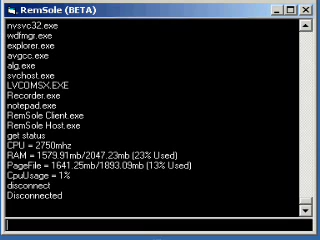 RemSole (BETA)
nvsvc32.exe
wdfmgr.exe
explorer.exe
avgcc.exe
alg.exe
svchost.exe
LVCOMSX.EXE
Recorder.exe
notepad.exe
RemSole Client.exe
RemSole Host.exe
get status
CPU = 2750mhz
RAM = 1579.91mb/2047.23mb (23% Used)
PageFile = 1641.25mb/1893.09mb (13% Used)
CpuUsage = 1%
disconnect
Disconnected